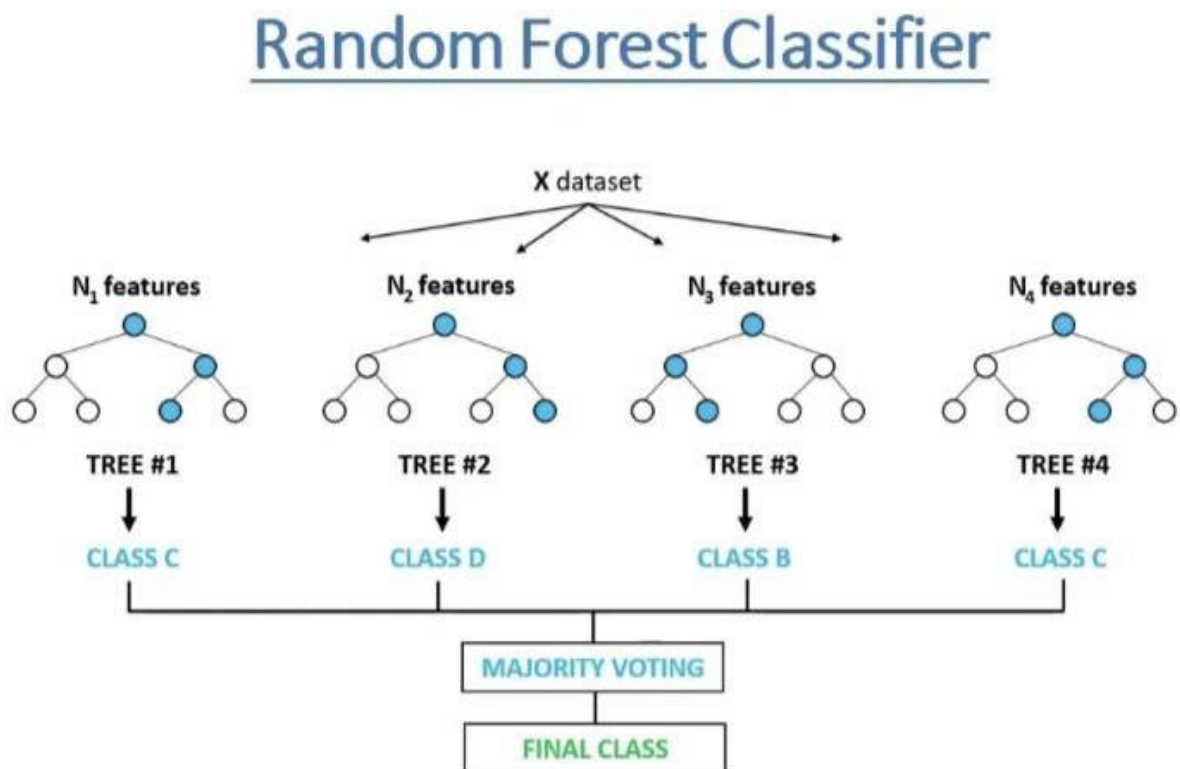 Random Forest Classifier
X dataset
N₁ features N₂ features N₃ features N₄ features
TREE #1 TREE #2 TREE #3 TREE #4
CLASS C CLASS D CLASS B CLASS C
MAJORITY VOTING
FINAL CLASS